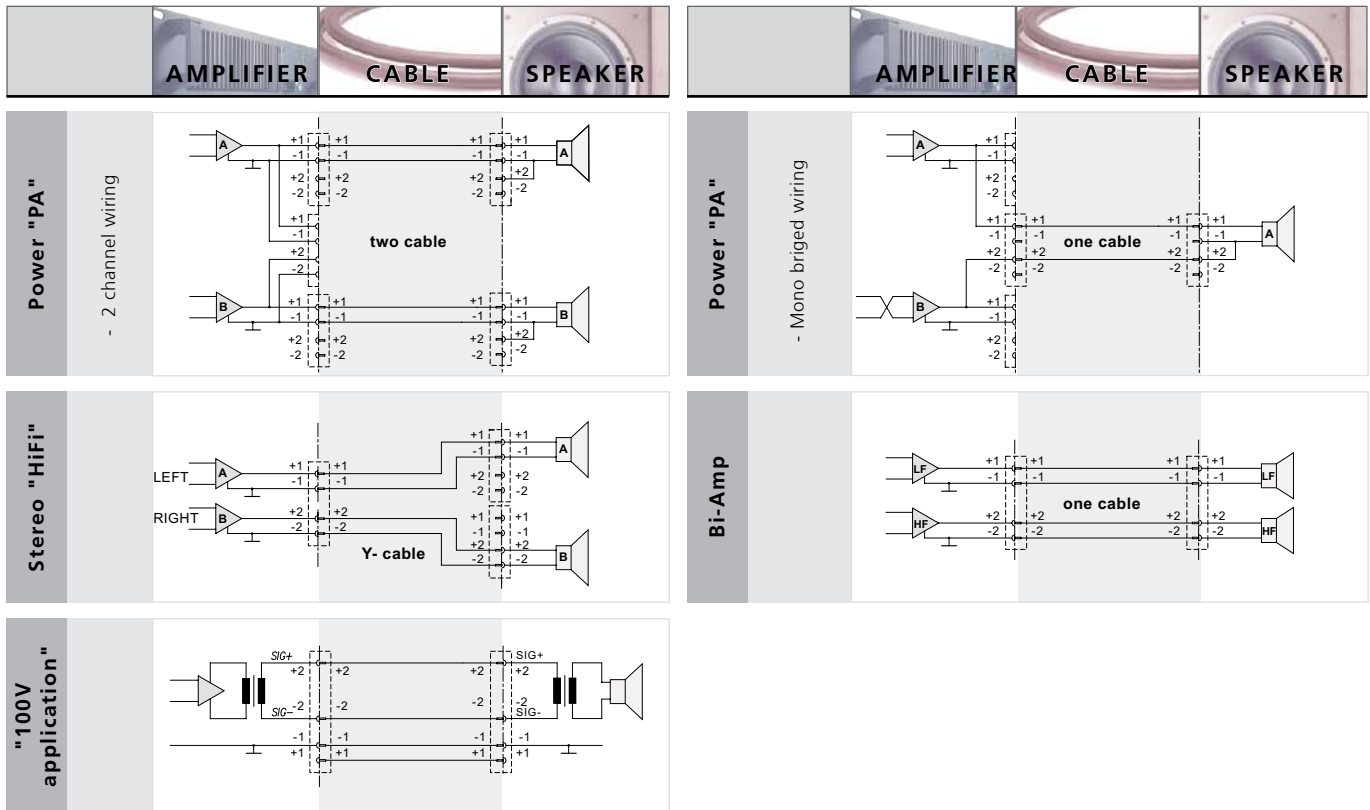 AMPLIFIER CABLE SPEAKER
Power "PA"
- 2 channel wiring
A +1 +1 +1 +1 A
-1 -1 -1 -1
+2 +2 +2 +2
-2 -2 -2 -2
+1
-1
two cable
+2
-2
B +1 +1 +1 +1 B
-1 -1 -1 -1
+2 +2 +2 +2
-2 -2 -2 -2
Stereo "HiFi"
LEFT A +1 +1 +1 +1 A
-1 -1 -1 -1
+2 +2
-2 -2
RIGHT B +2 +2 +1 +1
-2 -2 -1 -1
Y- cable +2 +2 B
-2 -2
"100V
application"
SIG+ SIG+
+2 +2 +2 +2
-2 -2 -2 -2
SIG- SIG-
-1 -1 -1 -1
+1 +1 +1 +1
AMPLIFIER CABLE SPEAKER
Power "PA"
- Mono briged wiring
A +1
-1
+2
-2
+1 +1 +1 +1
-1 -1 one cable -1 -1 A
+2 +2 +2 +2
-2 -2 -2 -2
B +1
-1
+2
-2
Bi-Amp
LF +1 +1 +1 +1 LF
-1 -1 -1 -1
one cable
HF +2 +2 +2 +2 HF
-2 -2 -2 -2